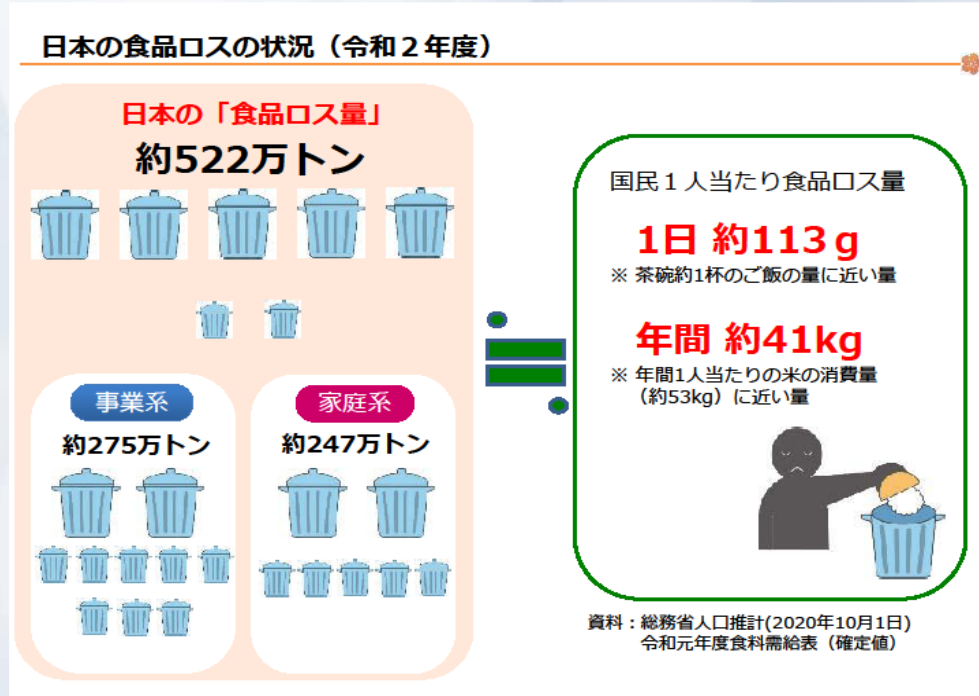 日本の食品ロスの状況（令和２年度）
日本の「食品ロス量」
約522万トン
事業系
約275万トン
家庭系
約247万トン
国民１人当たり食品ロス量
1日 約113ｇ
※ 茶碗約1杯のご飯の量に近い量
年間 約41kg
※ 年間1人当たりの米の消費量
（約53kg）に近い量
資料：総務省人口推計(2020年10月1日)
令和元年度食料需給表（確定値）